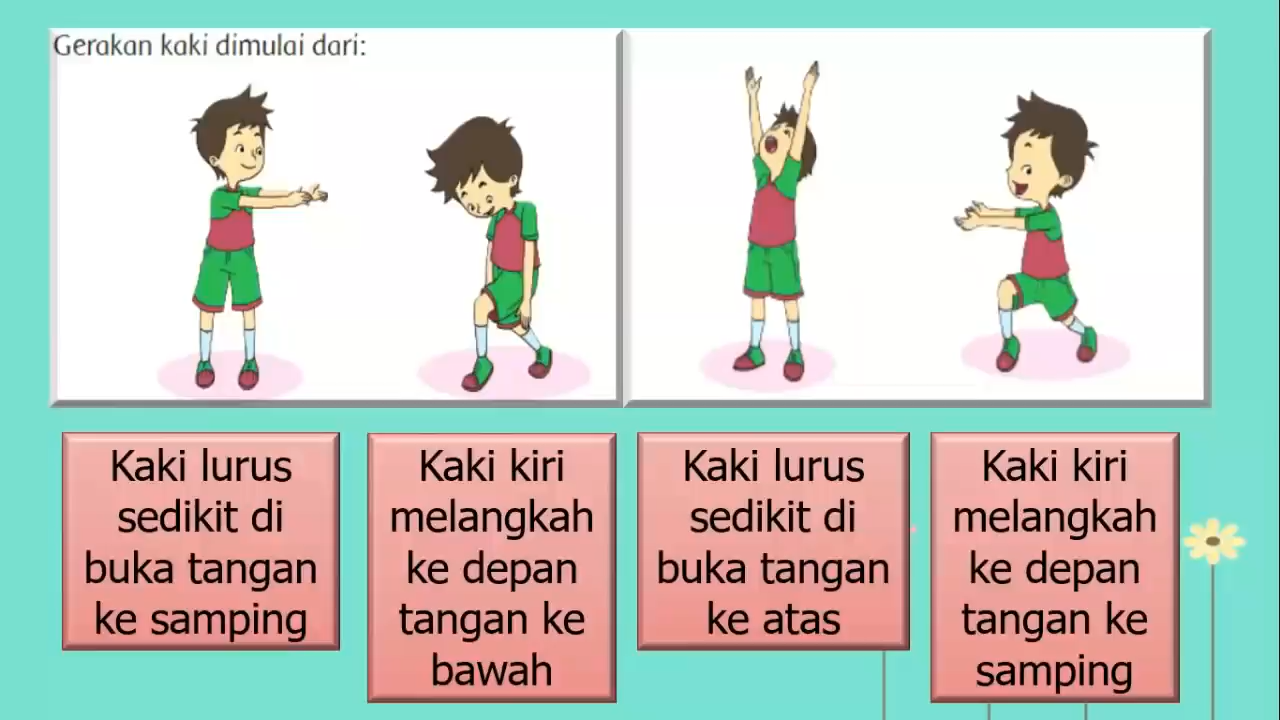 Gerakan kaki dimulai dari:
Kaki lurus
sedikit di
buka tangan
ke samping
Kaki kiri
melangkah
ke depan
tangan ke
bawah
Kaki lurus
sedikit di
buka tangan
ke atas
Kaki kiri
melangkah
ke depan
tangan ke
samping